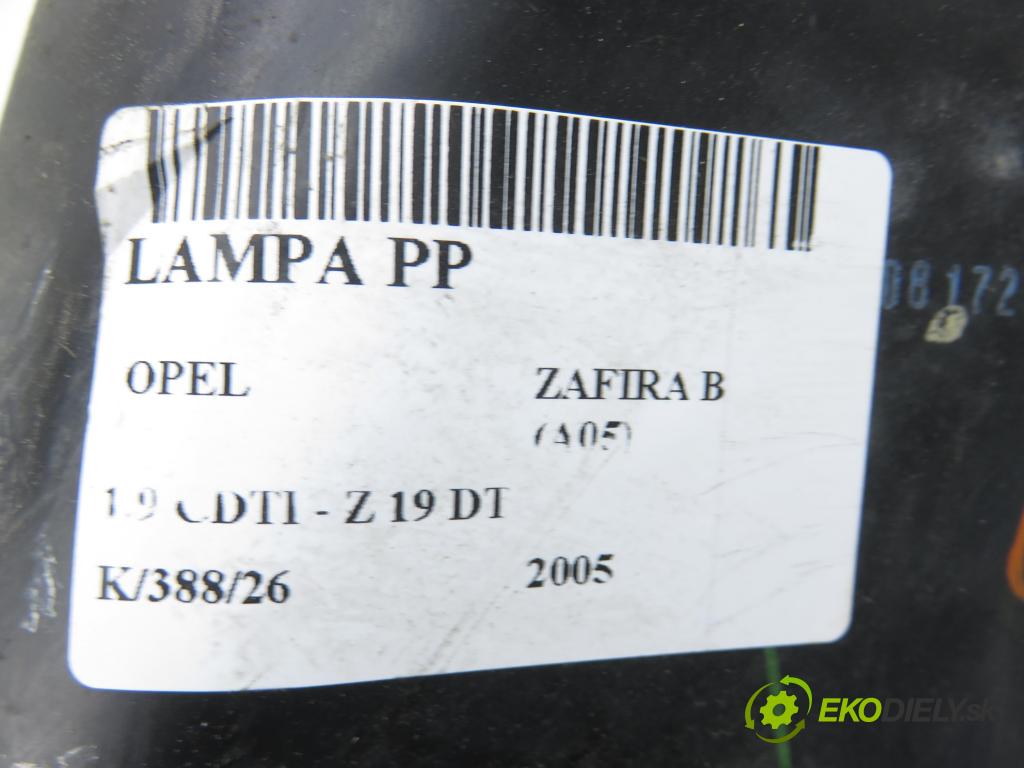 LAMPA PP
08172
OPEL ZAFIRA B
(A05)
1.9 CDTI - Z 19 DT
K/388/26 2005
EKODIELY.sk